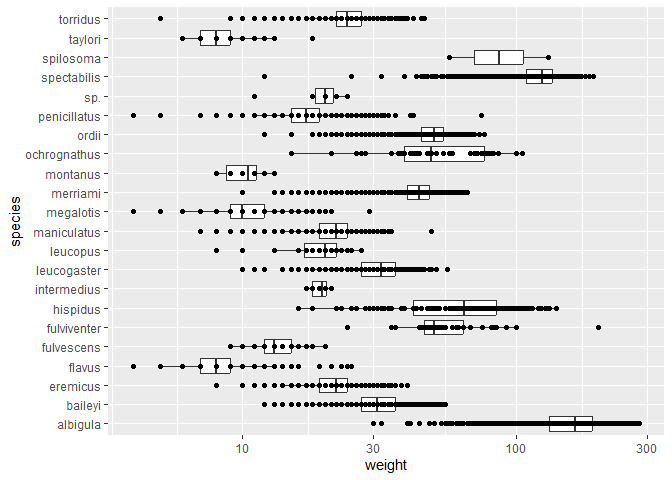 torridus
taylori
spilosoma
spectabilis
sp.
penicillatus
ordii
ochrognathus
montanus
merriami
megalotis
maniculatus
leucopus
leucogaster
intermedius
hispidus
fulviventer
fulvescens
flavus
eremicus
baileyi
albigula
species
10 30 100 300
weight